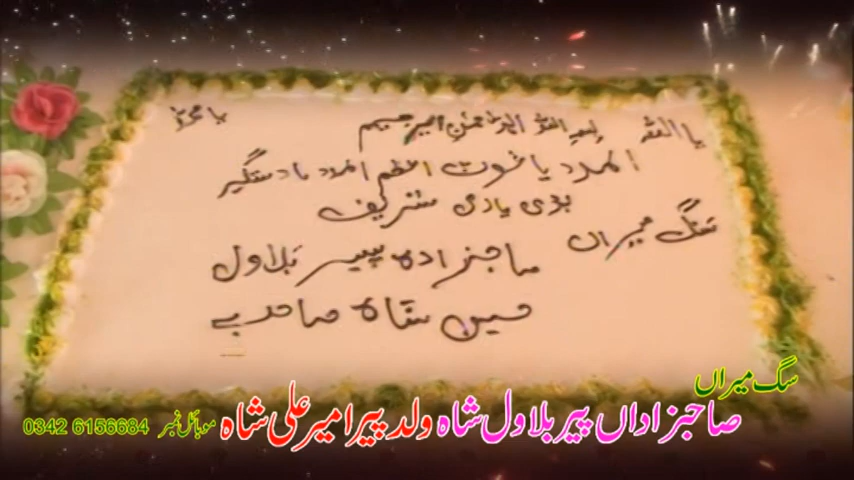 یا اللہ بسم اللہ الرحمن الرحیم یا محمدؐ
المدد یا غوث اعظم المدد یا دستگیر
بڑی یاری شریف
سگ میراں
صاحبزادہ پیر بلاول
حسین شاہ صاحب
سگ میراں
صاحبزاداں پیر بلاول شاہ ولد پیر امیر علی شاہ موبائل نمبر 0342 6156684